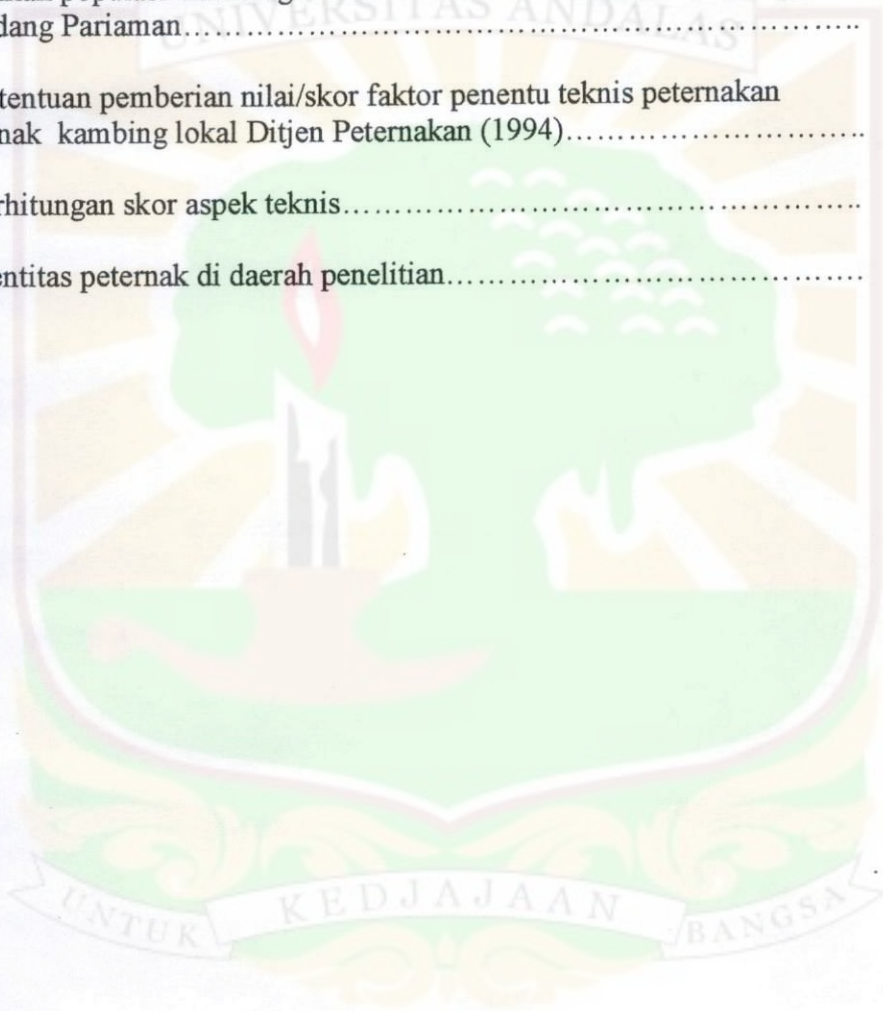 UNIVERSITAS ANDALAS
dang Pariaman
tentuan pemberian nilai/skor faktor penentu teknis peternakan
nak kambing lokal Ditjen Peternakan (1994)
rhitungan skor aspek teknis
entitas peternak di daerah penelitian
UNTUK KEDJAJAAN BANGSA